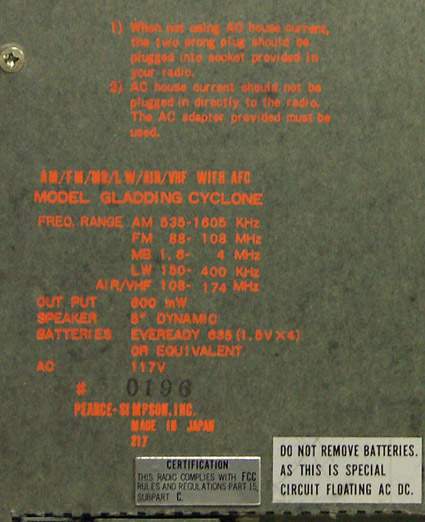 1) When not using AC house current,
the two prong plug should be
plugged into socket provided in
your radio.
2) AC house current should not be
plugged in directly to the radio.
The AC adapter provided must be
used.
AM/FM/MB/LW/AIR/VHF WITH AFC
MODEL GLADDING CYCLONE
FREQ. RANGE AM 535-1605 KHz
FM 88- 108 MHz
MB 1.6- 4 MHz
LW 150- 400 KHz
AIR/VHF 108- 174 MHz
OUT PUT 600 mW
SPEAKER 5" DYNAMIC
BATTERIES EVEREADY 635 (1.5V×4)
OR EQUIVALENT
AC 117V
# 0196
PEARCE-SIMPSON, INC.
MADE IN JAPAN
217
CERTIFICATION
THIS RADIO COMPLIES WITH FCC
RULES AND REGULATIONS PART 15,
SUBPART C.
DO NOT REMOVE BATTERIES.
AS THIS IS SPECIAL
CIRCUIT FLOATING AC DC.